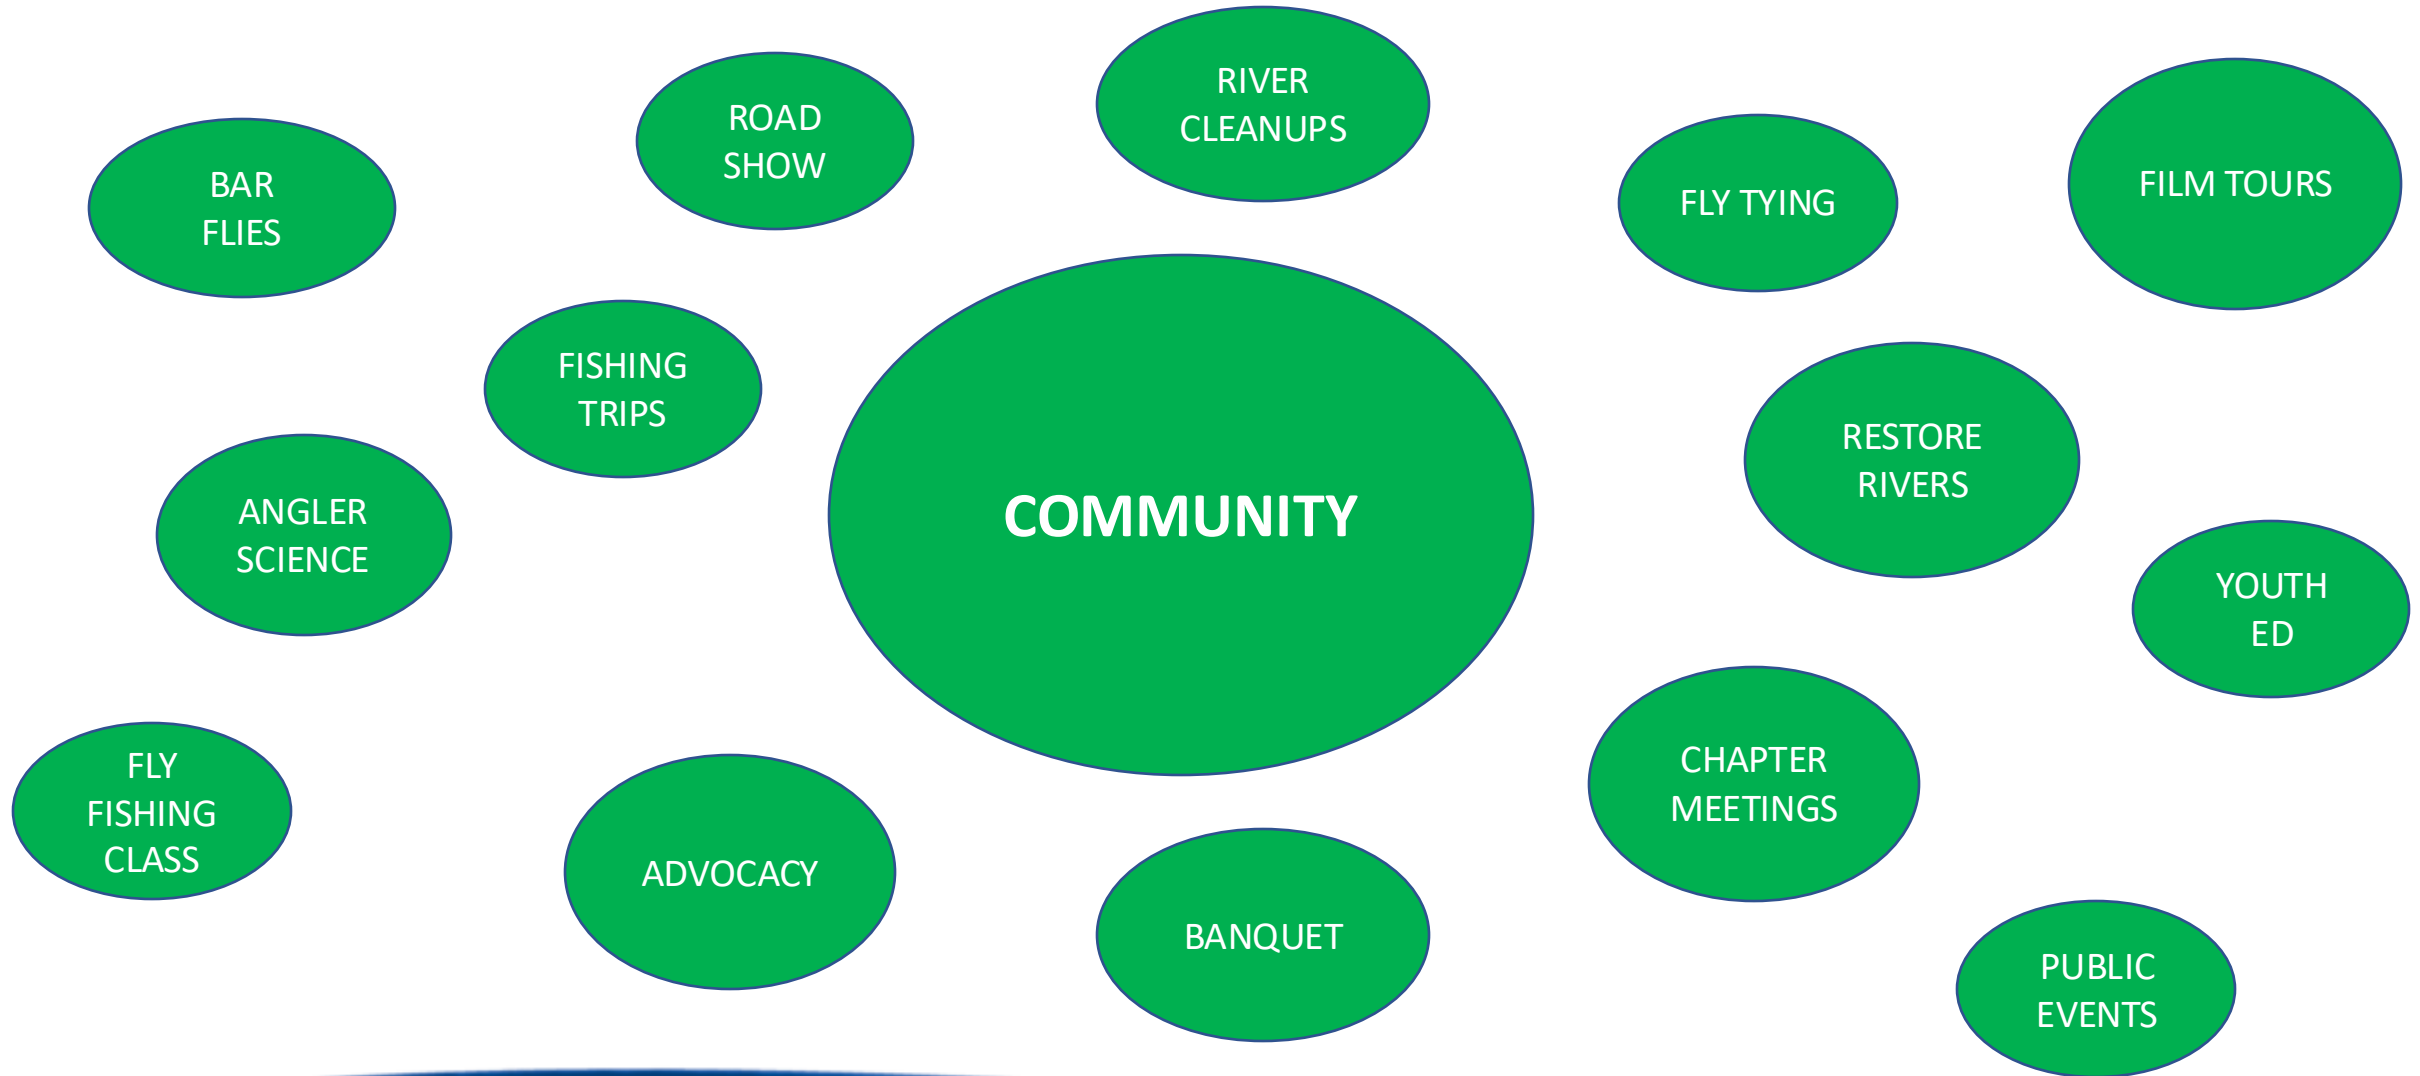 BAR
FLIES
ROAD
SHOW
RIVER
CLEANUPS
FLY TYING
FILM TOURS
FISHING
TRIPS
ANGLER
SCIENCE
COMMUNITY
RESTORE
RIVERS
YOUTH
ED
FLY
FISHING
CLASS
ADVOCACY
BANQUET
CHAPTER
MEETINGS
PUBLIC
EVENTS